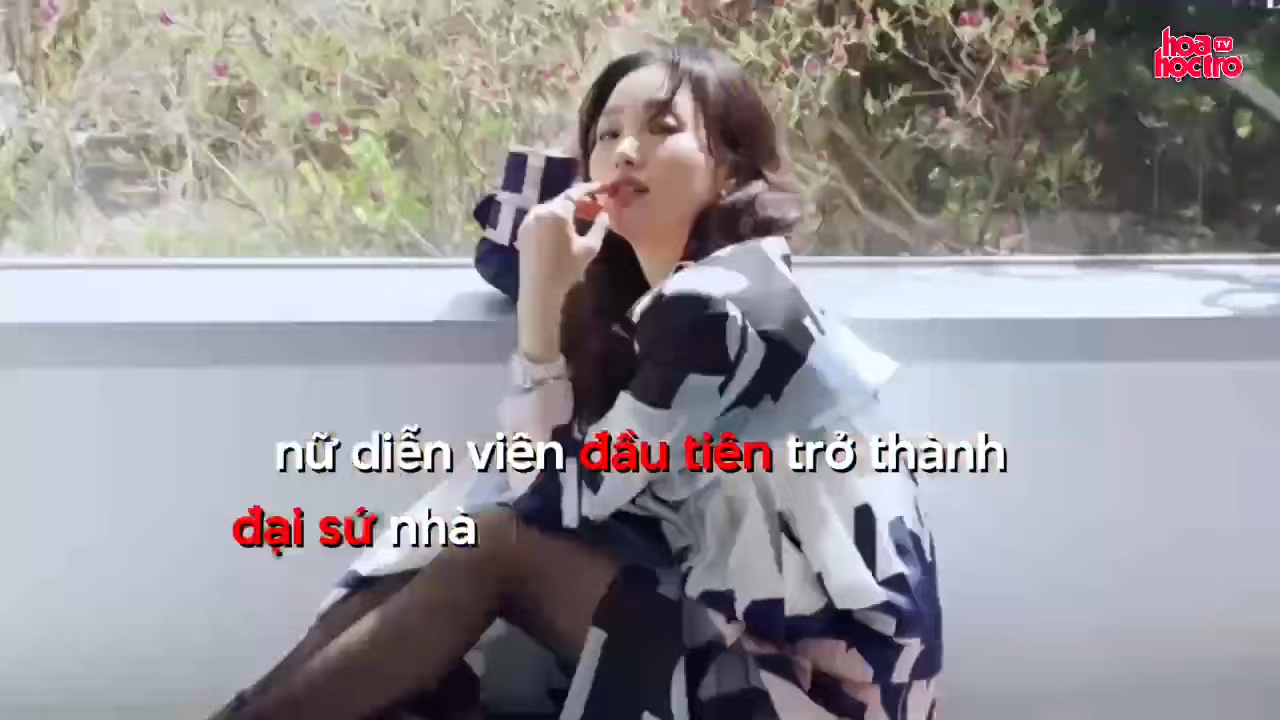 hoa TV
học trò
nữ diễn viên đầu tiên trở thành
đại sứ nhà